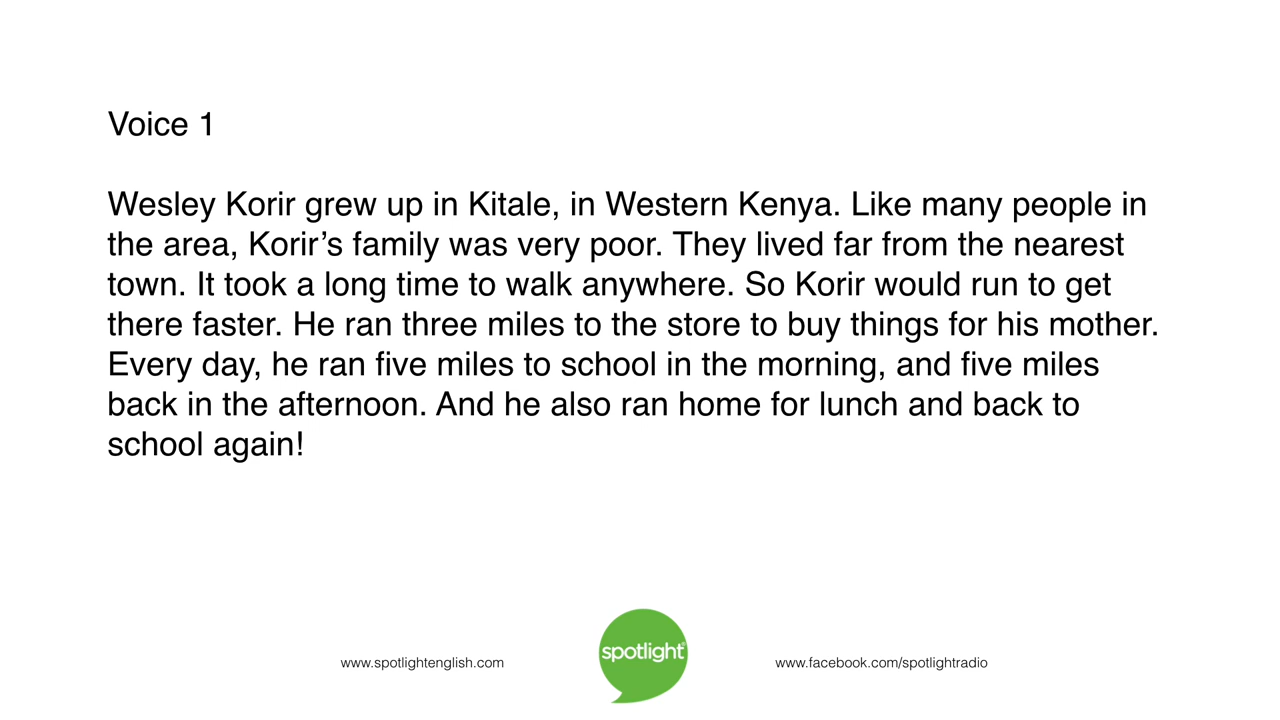 Voice 1
Wesley Korir grew up in Kitale, in Western Kenya. Like many people in
the area, Korir’s family was very poor. They lived far from the nearest
town. It took a long time to walk anywhere. So Korir would run to get
there faster. He ran three miles to the store to buy things for his mother.
Every day, he ran five miles to school in the morning, and five miles
back in the afternoon. And he also ran home for lunch and back to
school again!
www.spotlightenglish.com
spotlight®
www.facebook.com/spotlightradio